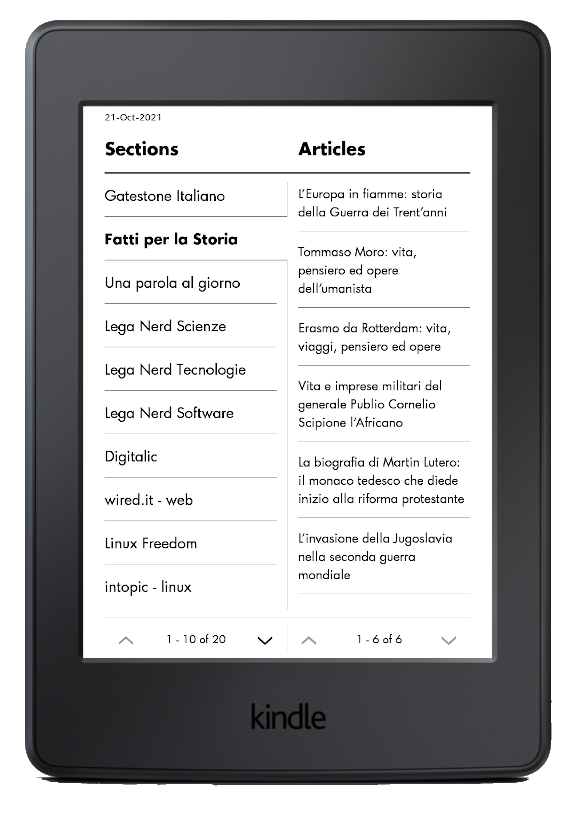 21-Oct-2021
Sections
Gatestone Italiano
Fatti per la Storia
Una parola al giorno
Lega Nerd Scienze
Lega Nerd Tecnologie
Lega Nerd Software
Digitalic
wired.it - web
Linux Freedom
intopic - linux
1 - 10 of 20
Articles
L'Europa in fiamme: storia
della Guerra dei Trent'anni
Tommaso Moro: vita,
pensiero ed opere
dell'umanista
Erasmo da Rotterdam: vita,
viaggi, pensiero ed opere
Vita e imprese militari del
generale Publio Cornelio
Scipione l'Africano
La biografia di Martin Lutero:
il monaco tedesco che diede
inizio alla riforma protestante
L'invasione della Jugoslavia
nella seconda guerra
mondiale
1 - 6 of 6
kindle